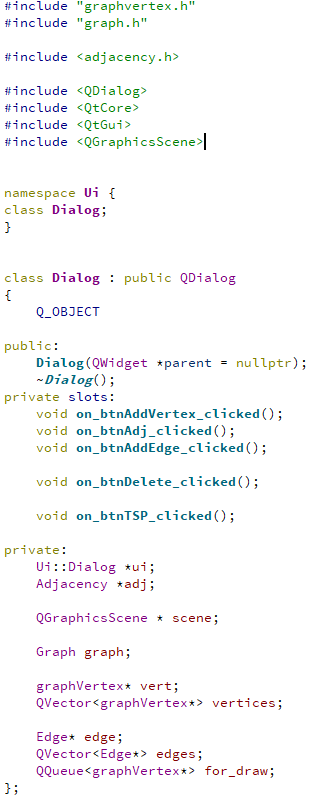 #include "graphvertex.h"
#include "graph.h"
#include <adjacency.h>
#include <QDialog>
#include <QtCore>
#include <QtGui>
#include <QGraphicsScene>
namespace Ui {
class Dialog;
}
class Dialog : public QDialog
{
Q_OBJECT
public:
Dialog(QWidget *parent = nullptr);
~Dialog();
private slots:
void on_btnAddVertex_clicked();
void on_btnAdj_clicked();
void on_btnAddEdge_clicked();
void on_btnDelete_clicked();
void on_btnTSP_clicked();
private:
Ui::Dialog *ui;
Adjacency *adj;
QGraphicsScene * scene;
Graph graph;
graphVertex* vert;
QVector<graphVertex*> vertices;
Edge* edge;
QVector<Edge*> edges;
QQueue<graphVertex*> for_draw;
};